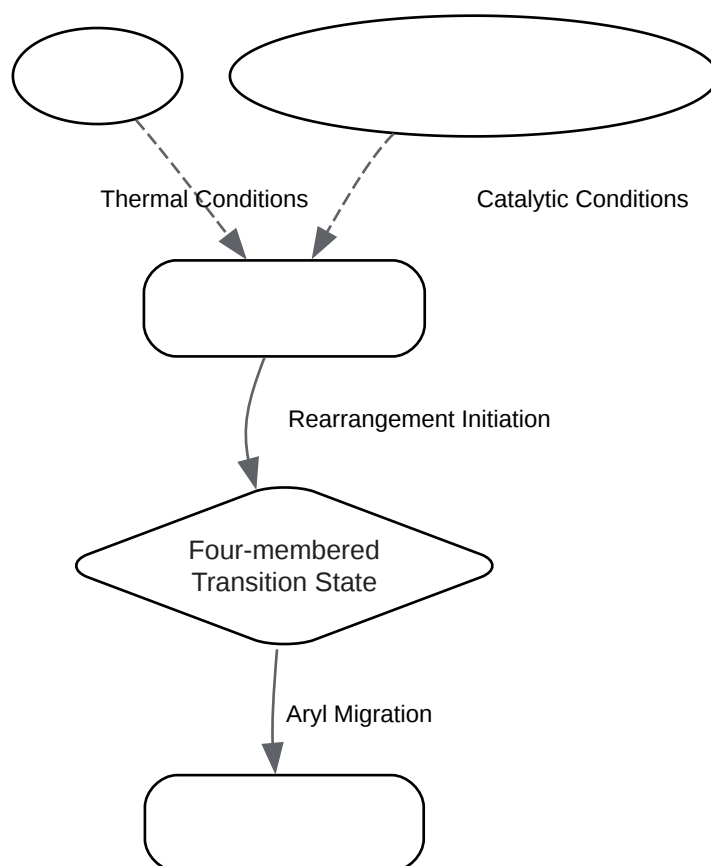 Thermal Conditions
Catalytic Conditions
Rearrangement Initiation
Four-membered
Transition State
Aryl Migration